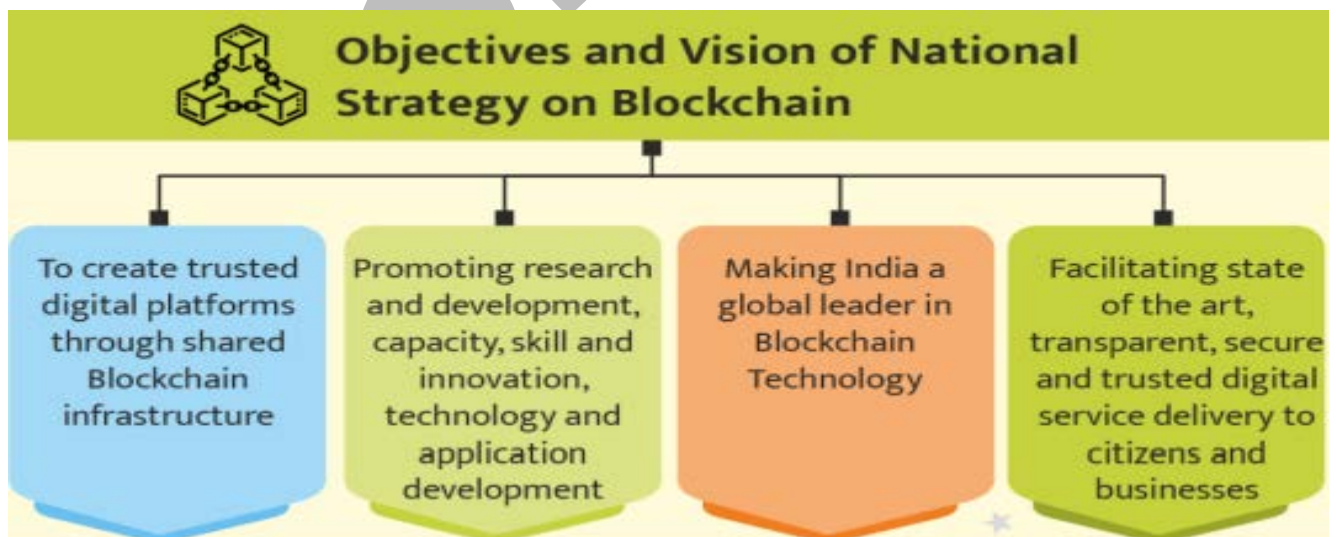 Objectives and Vision of National
Strategy on Blockchain
To create trusted
digital platforms
through shared
Blockchain
infrastructure
Promoting research
and development,
capacity, skill and
innovation,
technology and
application
development
Making India a
global leader in
Blockchain
Technology
Facilitating state
of the art,
transparent, secure
and trusted digital
service delivery to
citizens and
businesses